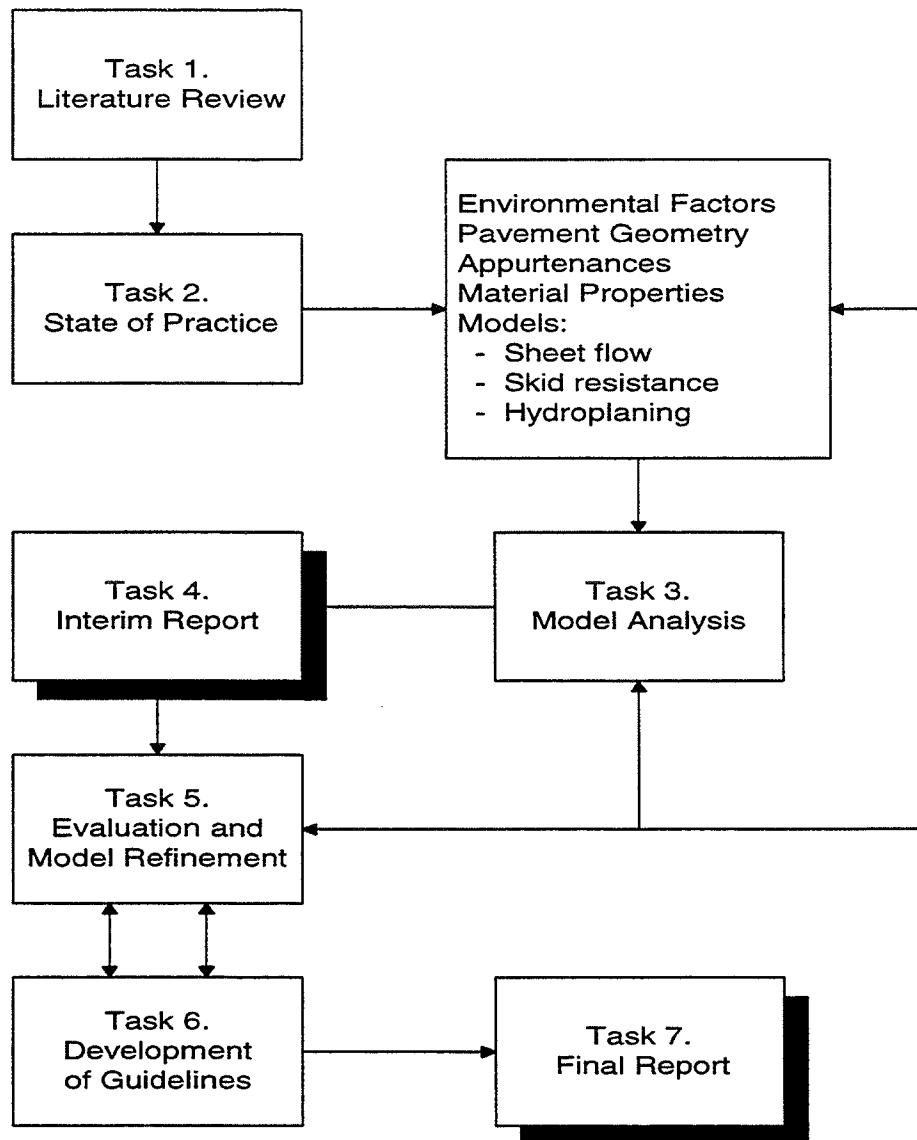 Task 1.
Literature Review
Task 2.
State of Practice
Environmental Factors
Pavement Geometry
Appurtenances
Material Properties
Models:
- Sheet flow
- Skid resistance
- Hydroplaning
Task 3.
Model Analysis
Task 4.
Interim Report
Task 5.
Evaluation and
Model Refinement
Task 6.
Development
of Guidelines
Task 7.
Final Report